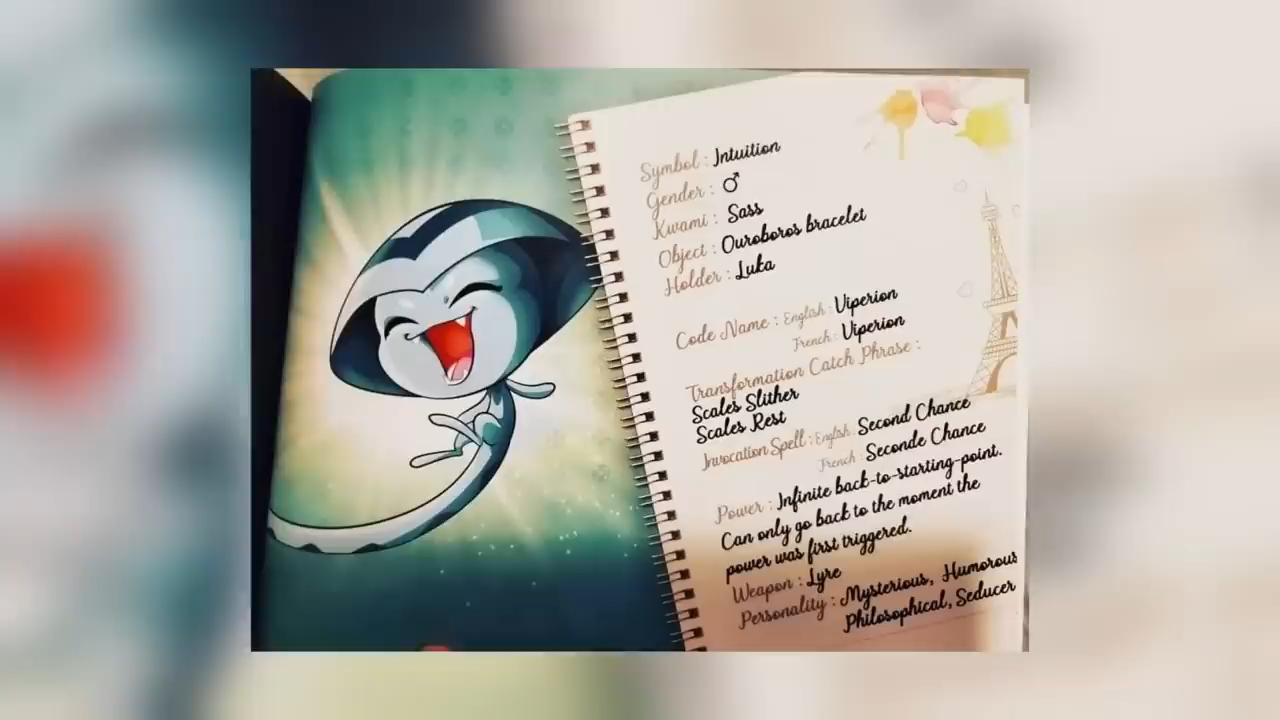 Symbol : Intuition
Gender : ♂
Kwami : Sass
Object : Ouroboros bracelet
Holder : Luka
Code Name : English : Viperion
French : Viperion
Transformation Catch Phrase :
Scales Slither
Scales Rest
Invocation Spell : English : Second Chance
French : Seconde Chance
Power : Infinite back-to-starting-point.
Can only go back to the moment the
power was first triggered.
Weapon : Lyre
Personality : Mysterious, Humorous
Philosophical, Seducer